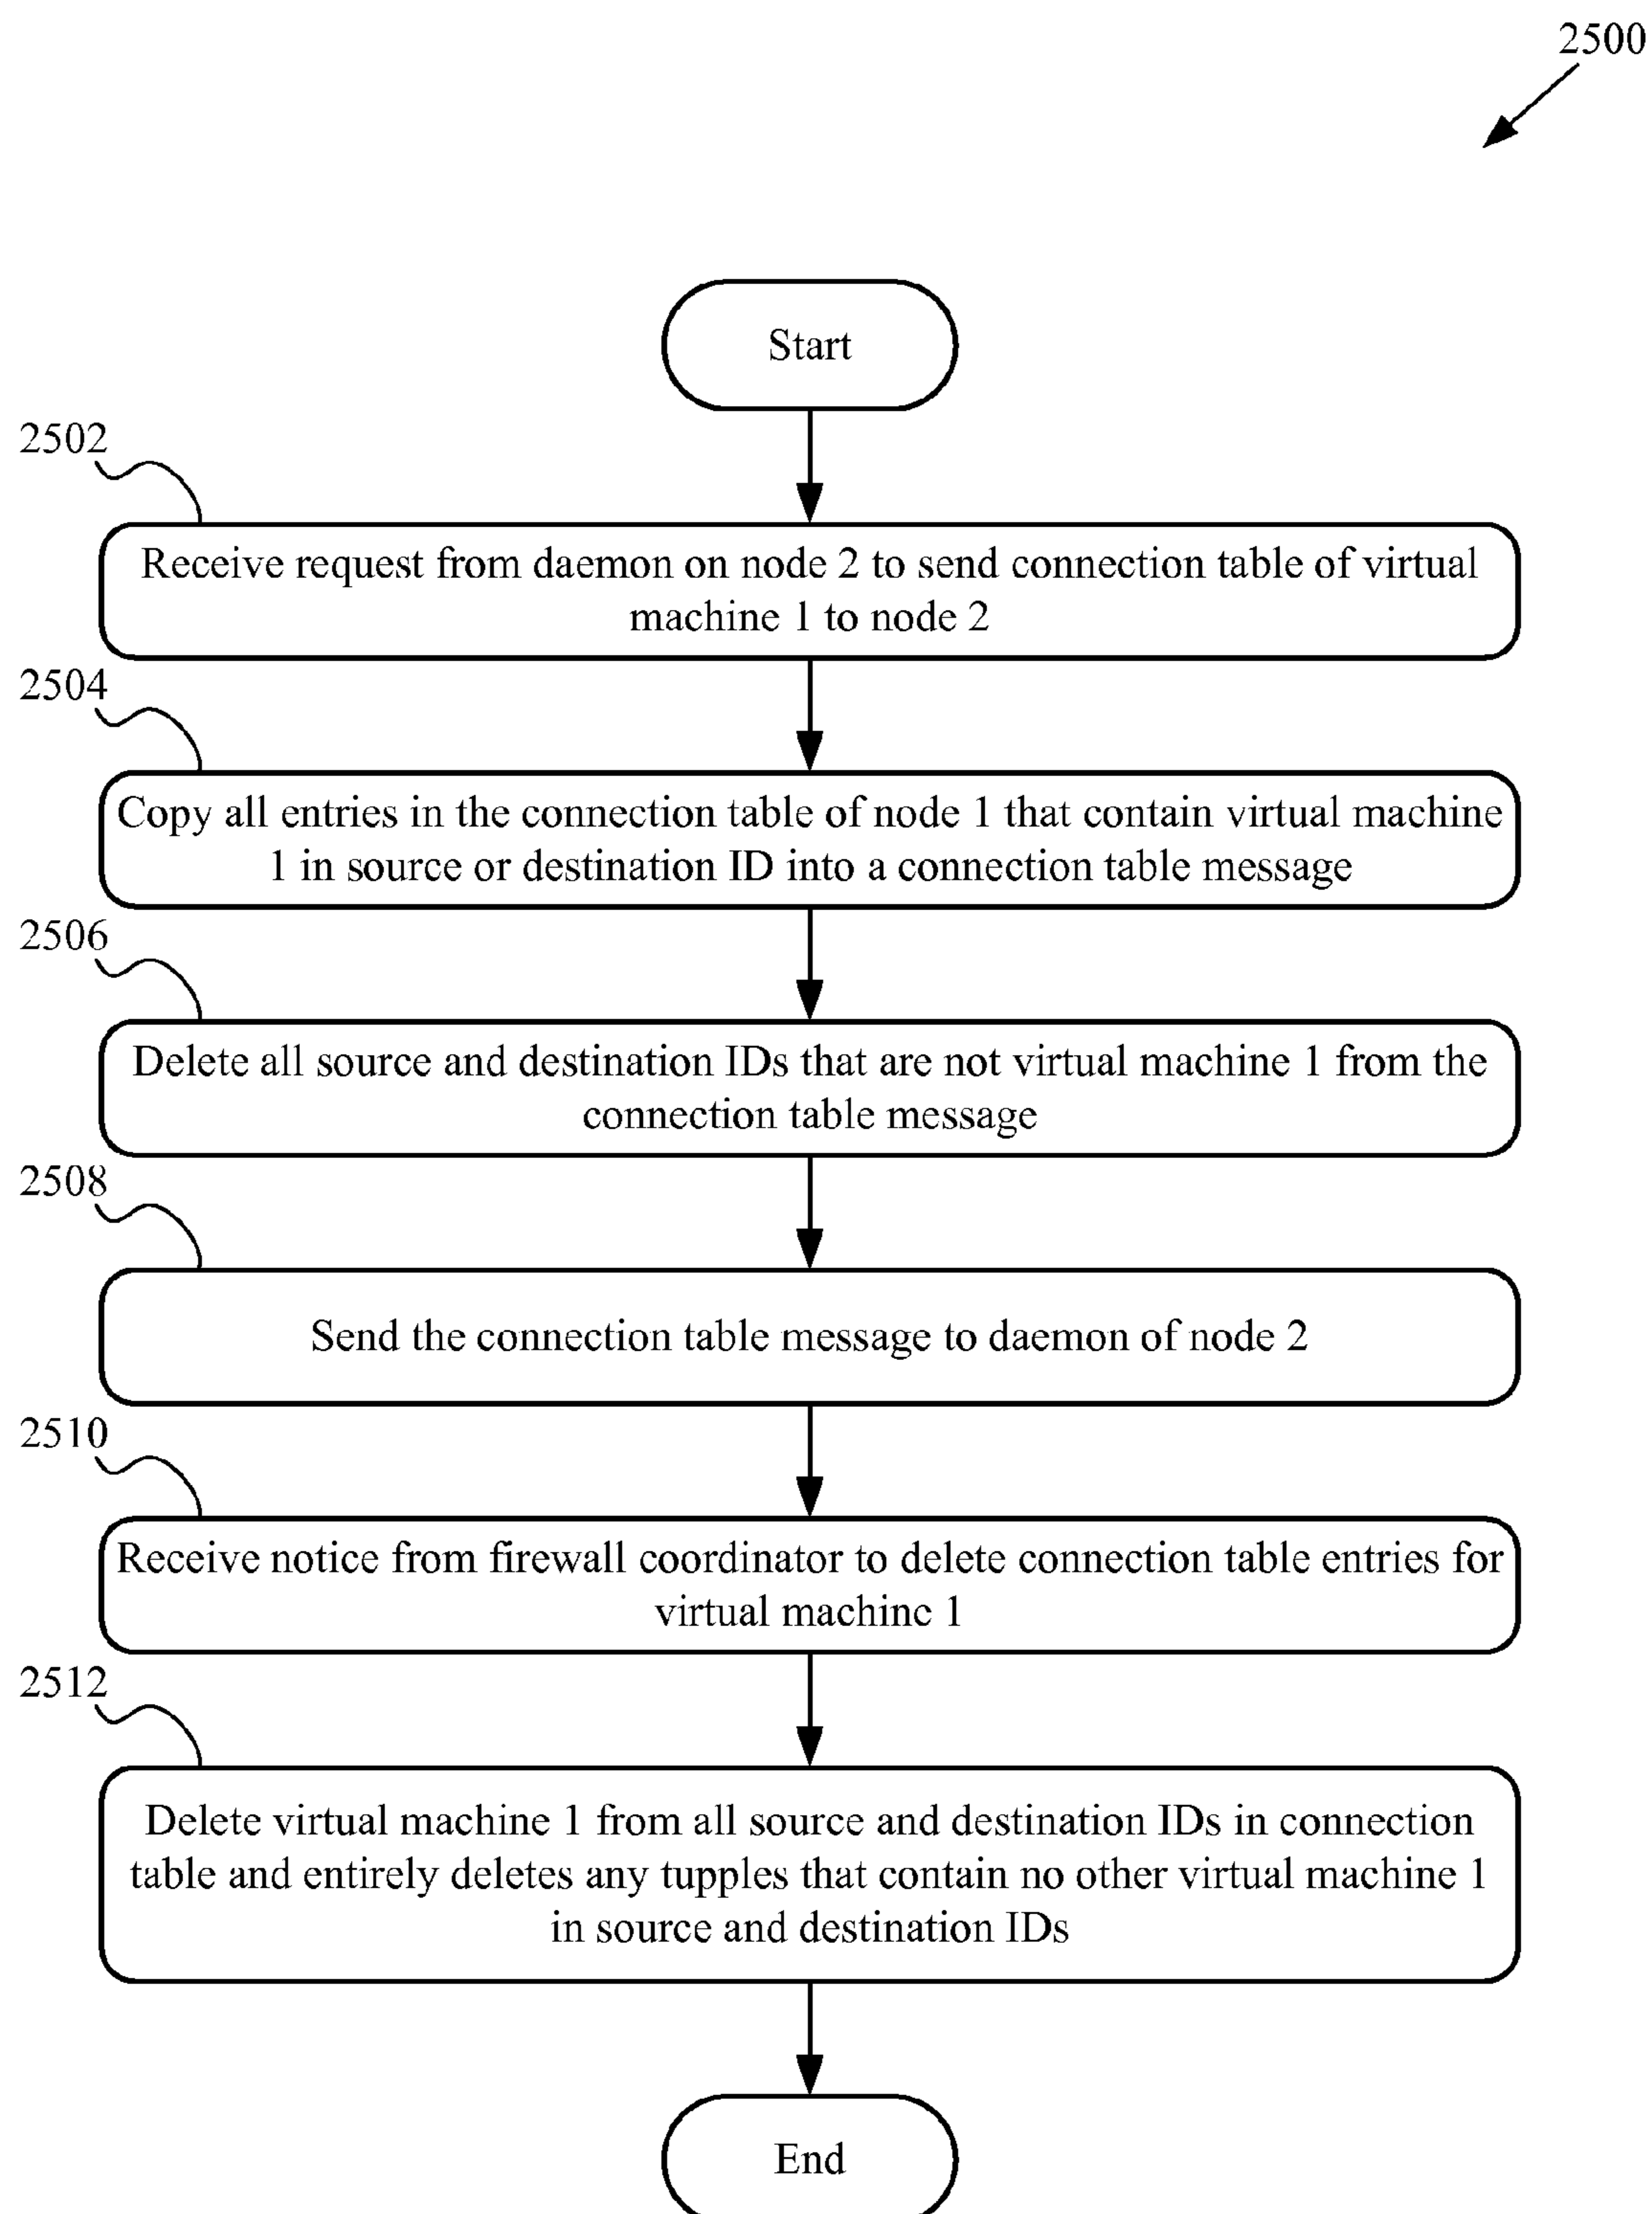 2500
Start
2502
Receive request from daemon on node 2 to send connection table of virtual
machine 1 to node 2
2504
Copy all entries in the connection table of node 1 that contain virtual machine
1 in source or destination ID into a connection table message
2506
Delete all source and destination IDs that are not virtual machine 1 from the
connection table message
2508
Send the connection table message to daemon of node 2
2510
Receive notice from firewall coordinator to delete connection table entries for
virtual machine 1
2512
Delete virtual machine 1 from all source and destination IDs in connection
table and entirely deletes any tupples that contain no other virtual machine 1
in source and destination IDs
End